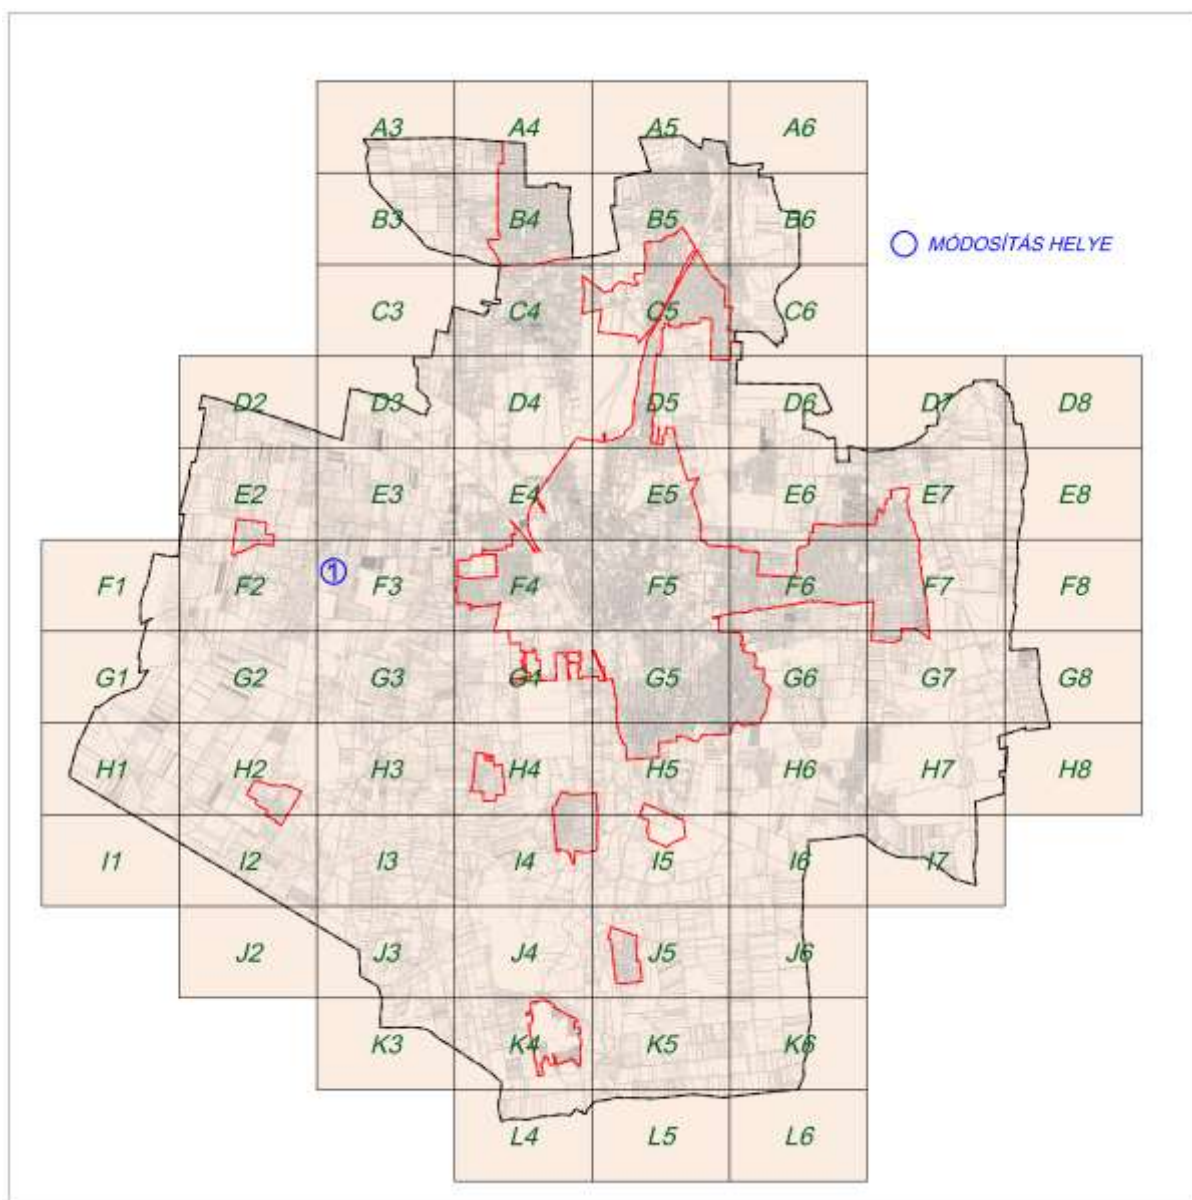 A3 A4 A5 A6
B3 B4 B5 B6
MÓDOSÍTÁS HELYE
C3 C4 C5 C6
D2 D3 D4 D5 D6 D7 D8
E2 E3 E4 E5 E6 E7 E8
1
F1 F2 F3 F4 F5 F6 F7 F8
G1 G2 G3 G4 G5 G6 G7 G8
H1 H2 H3 H4 H5 H6 H7 H8
I1 I2 I3 I4 I5 I6 I7
J2 J3 J4 J5 J6
K3 K4 K5 K6
L4 L5 L6